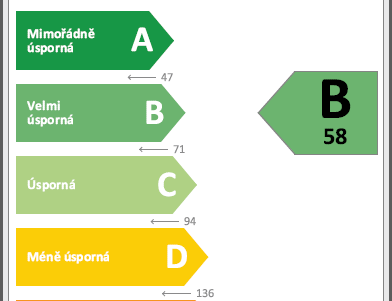 Mimořádně
úsporná
A
47
Velmi
úsporná
B
71
B
58
Úsporná
C
94
Méně úsporná
D
136